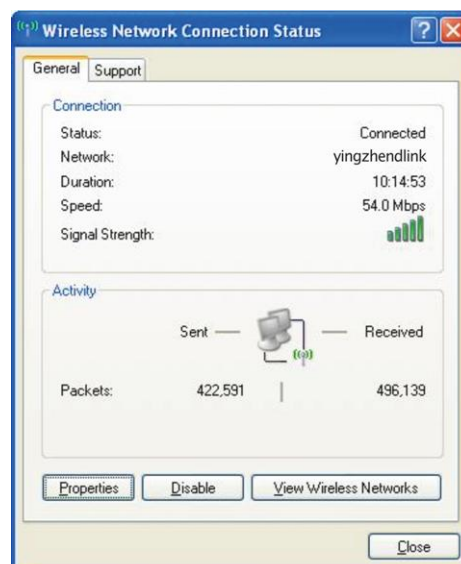 Wireless Network Connection Status
General Support
Connection
Status: Connected
Network: yingzhendlink
Duration: 10:14:53
Speed: 54.0 Mbps
Signal Strength:
Activity
Sent — — Received
Packets: 422,591 | 496,139
Properties Disable View Wireless Networks
Close